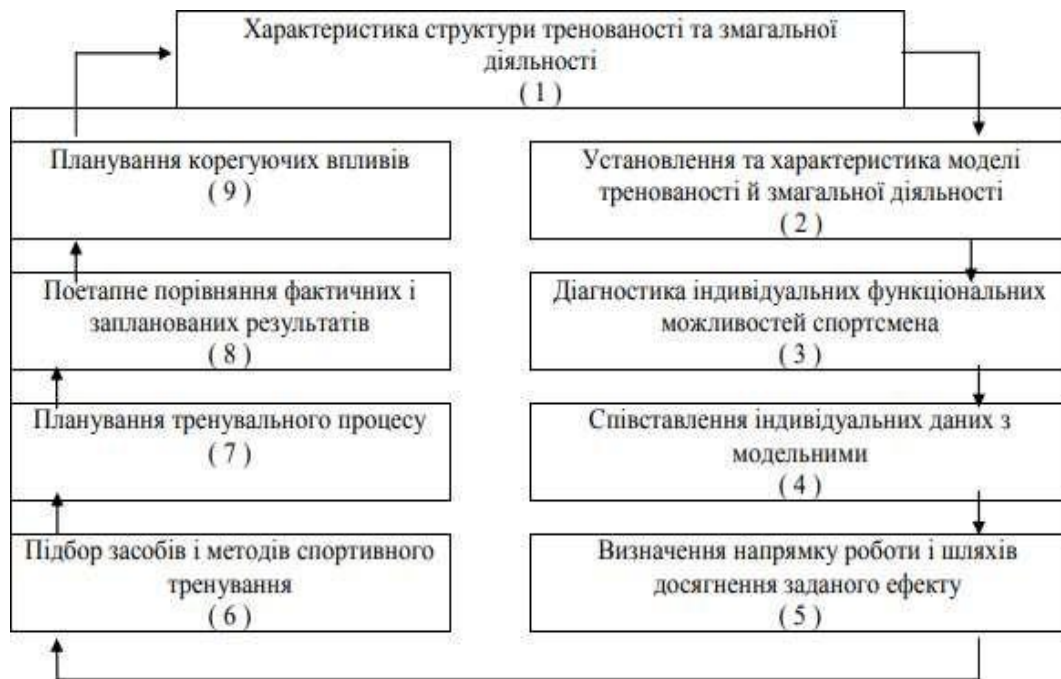 Характеристика структури тренованості та змагальної
діяльності
( 1 )
Установлення та характеристика моделі
тренованості й змагальної діяльності
( 2 )
Діагностика індивідуальних функціональних
можливостей спортсмена
( 3 )
Співставлення індивідуальних даних з
модельними
( 4 )
Визначення напрямку роботи і шляхів
досягнення заданого ефекту
( 5 )
Підбор засобів і методів спортивного
тренування
( 6 )
Планування тренувального процесу
( 7 )
Поетапне порівняння фактичних і
запланованих результатів
( 8 )
Планування корегуючих впливів
( 9 )